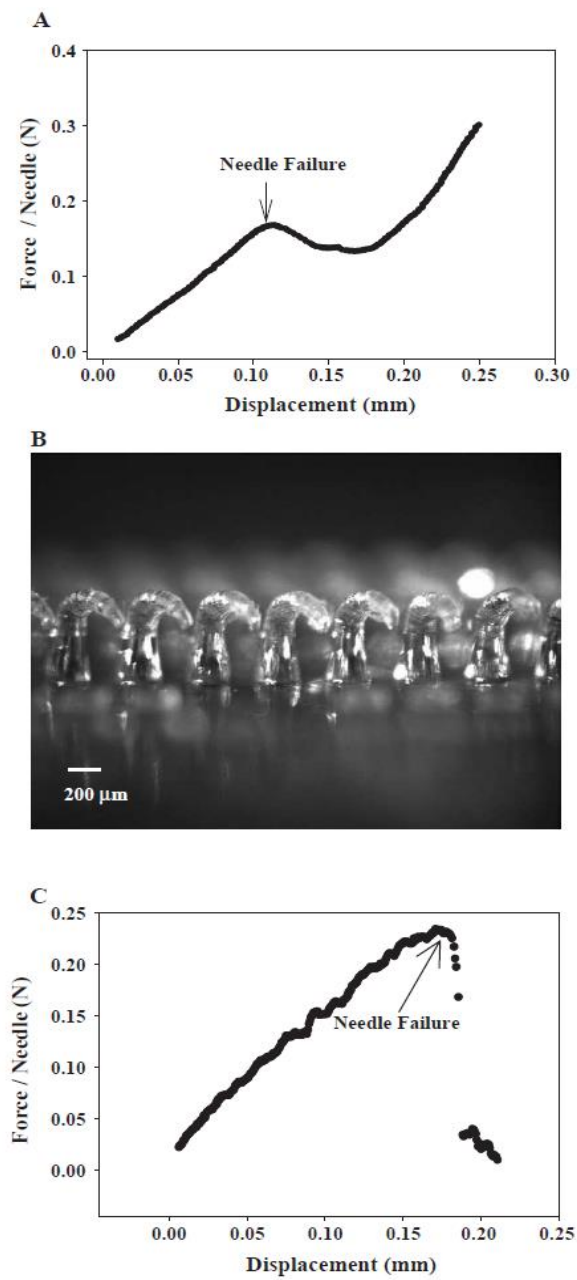 A
0.4
0.3
0.2
0.1
0.0
Force / Needle (N)
Needle Failure
0.00 0.05 0.10 0.15 0.20 0.25 0.30
Displacement (mm)
B
200 μm
C
0.25
0.20
0.15
0.10
0.05
0.00
Force / Needle (N)
Needle Failure
0.00 0.05 0.10 0.15 0.20 0.25
Displacement (mm)